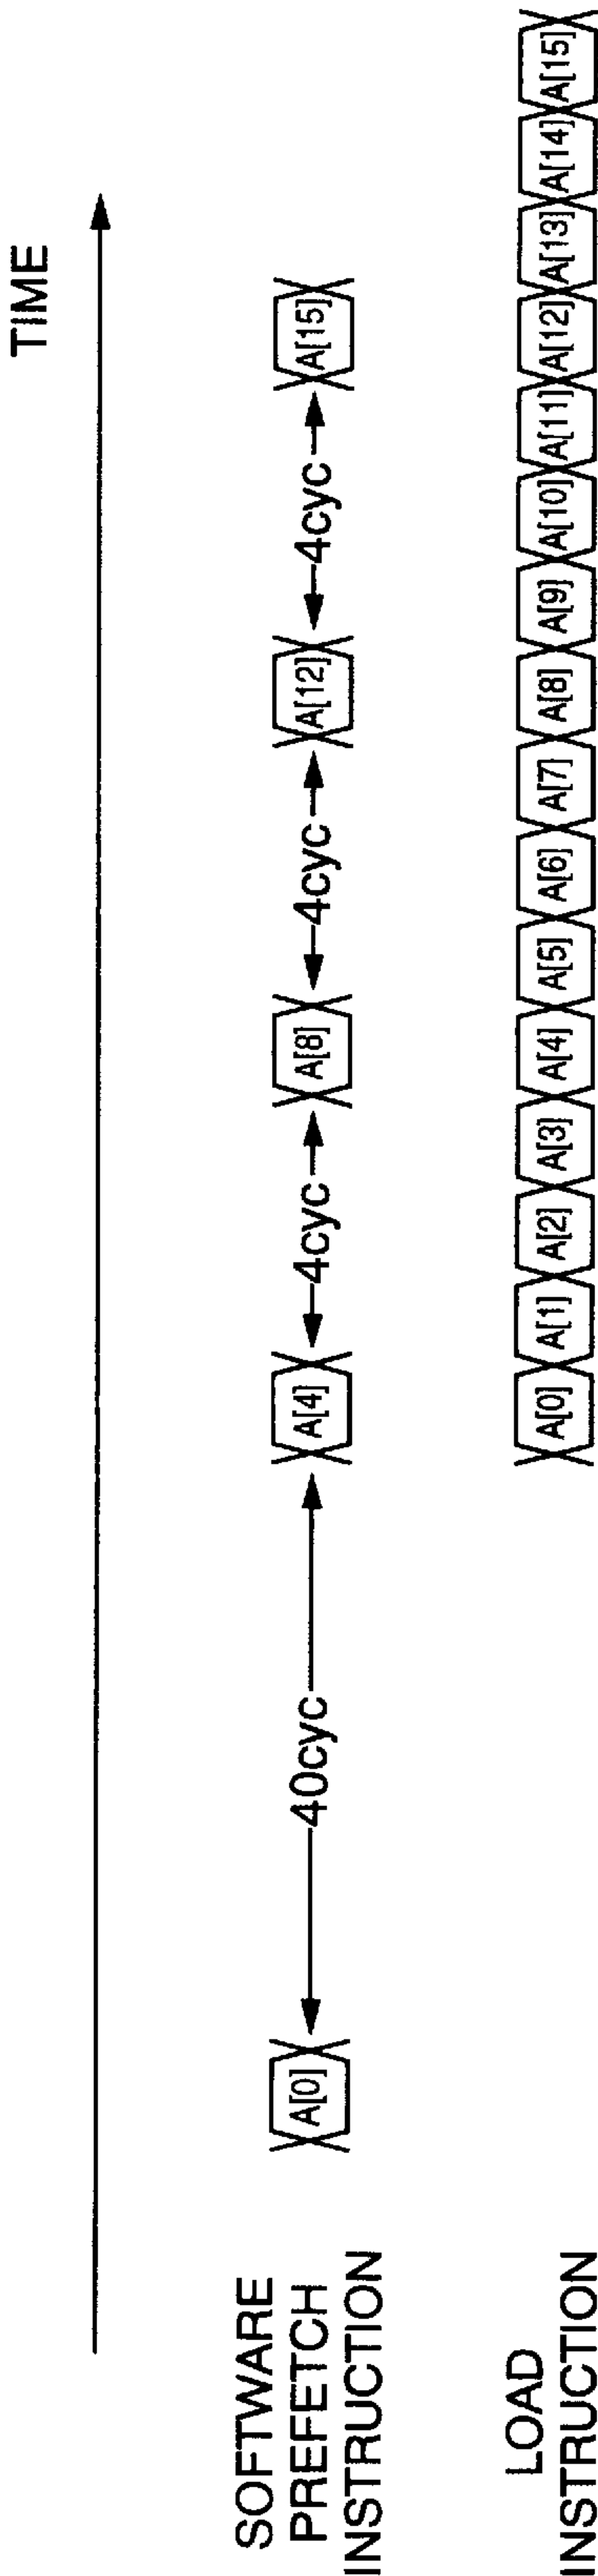 TIME
SOFTWARE
PREFETCH
INSTRUCTION
A[0]
40cyc
A[4]
4cyc
A[8]
4cyc
A[12]
4cyc
A[15]
LOAD
INSTRUCTION
A[0]
A[1]
A[2]
A[3]
A[4]
A[5]
A[6]
A[7]
A[8]
A[9]
A[10]
A[11]
A[12]
A[13]
A[14]
A[15]